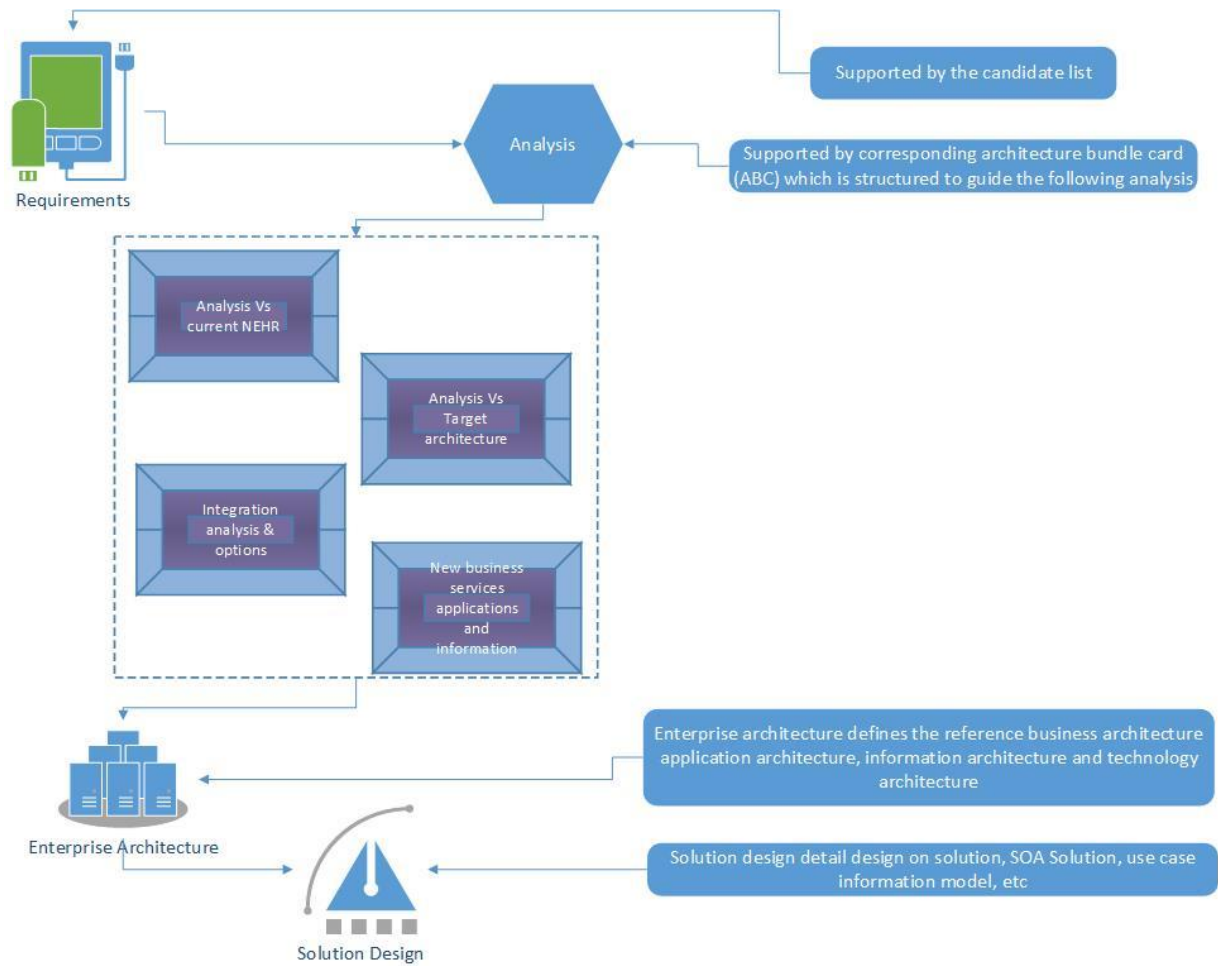 Supported by the candidate list
Analysis
Supported by corresponding architecture bundle card
(ABC) which is structured to guide the following analysis
Requirements
Analysis Vs
current NEHR
Analysis Vs
Target
architecture
Integration
analysis &
options
New business
services
applications
and
information
Enterprise architecture defines the reference business architecture
application architecture, information architecture and technology
architecture
Enterprise Architecture
Solution design detail design on solution, SOA Solution, use case
information model, etc
Solution Design